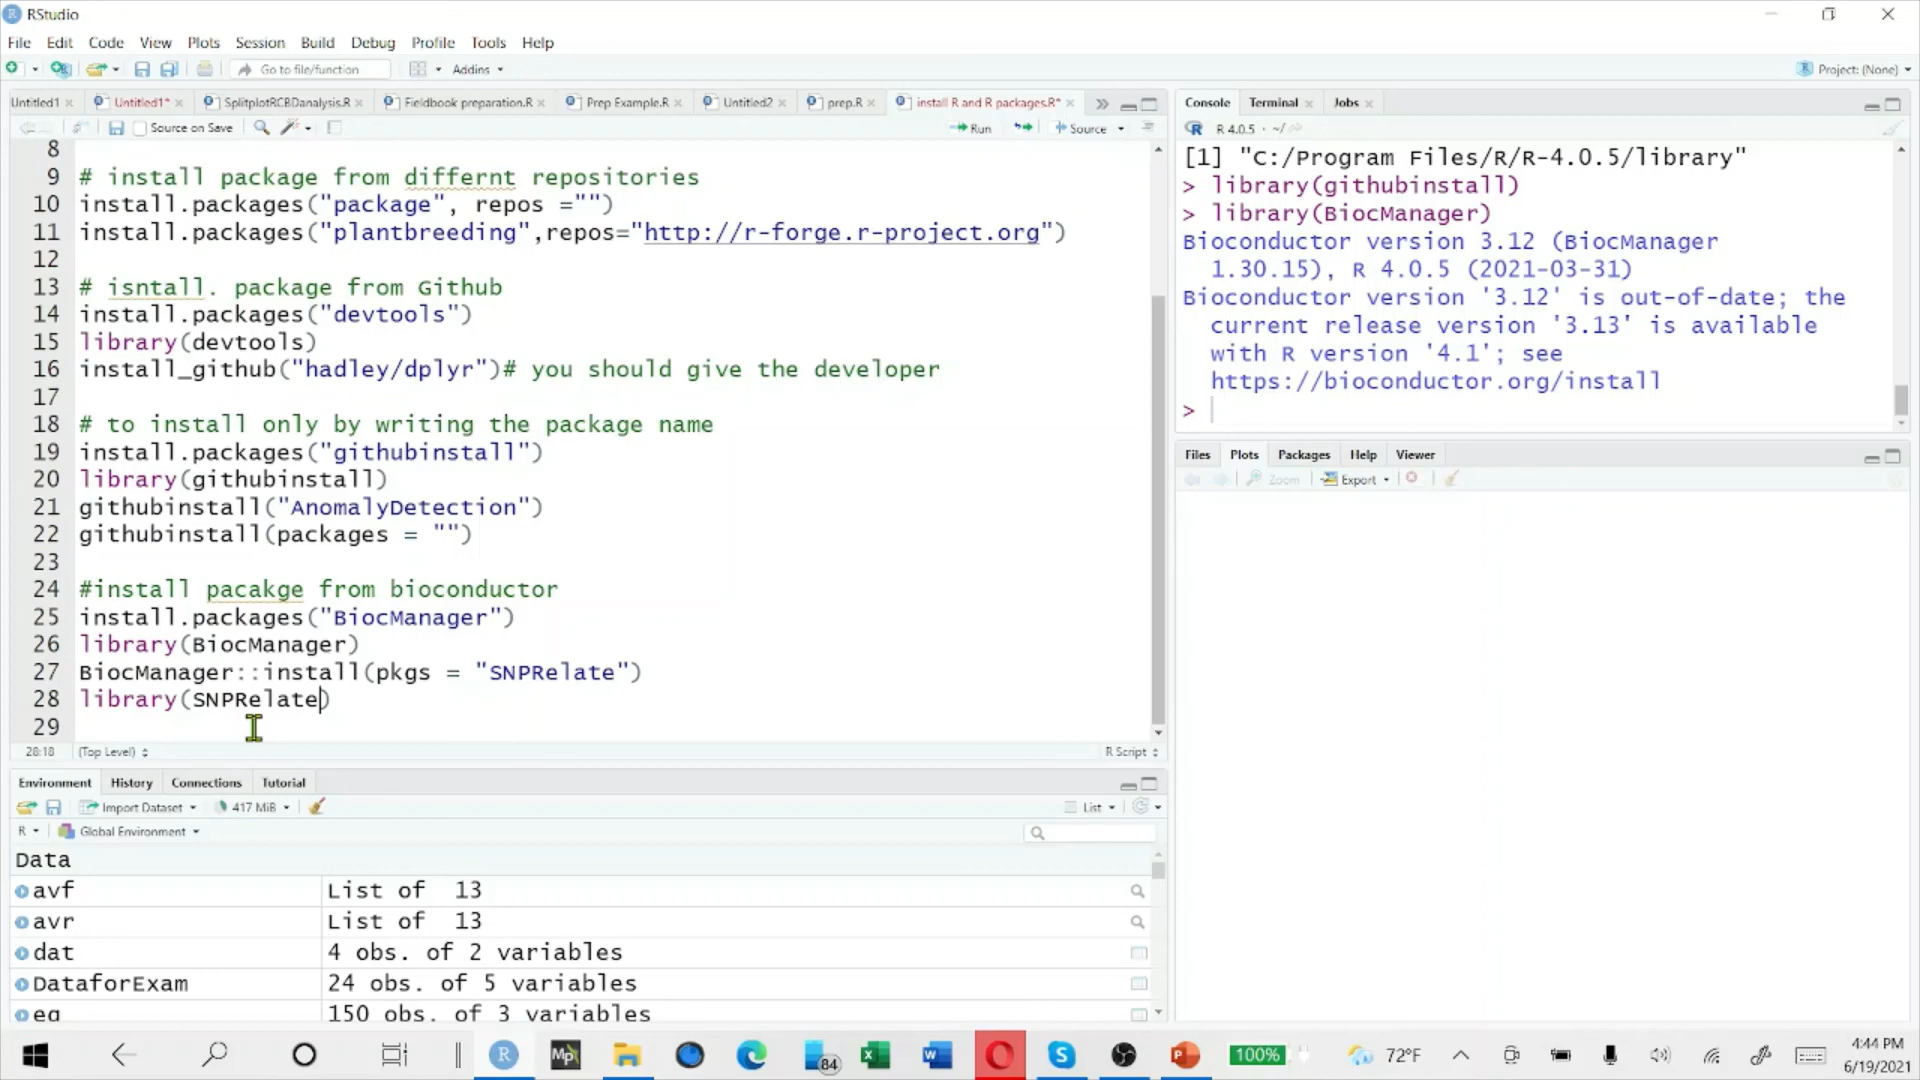 RStudio
File Edit Code View Plots Session Build Debug Profile Tools Help
Go to file/function Addins Project: (None)
Untitled1 Untitled1* SplitplotRCBDanalysis.R Fieldbook preparation.R Prep Example.R Untitled2 prep.R install R and R packages.R*
Source on Save Run Source
8
9 # install package from differnt repositories
10 install.packages("package", repos ="")
11 install.packages("plantbreeding",repos="http://r-forge.r-project.org")
12
13 # isntall. package from Github
14 install.packages("devtools")
15 library(devtools)
16 install_github("hadley/dplyr")# you should give the developer
17
18 # to install only by writing the package name
19 install.packages("githubinstall")
20 library(githubinstall)
21 githubinstall("AnomalyDetection")
22 githubinstall(packages = "")
23
24 #install pacakge from bioconductor
25 install.packages("BiocManager")
26 library(BiocManager)
27 BiocManager::install(pkgs = "SNPRelate")
28 library(SNPRelate)
29
28:18 (Top Level) R Script
Environment History Connections Tutorial
Import Dataset 417 MiB List
R Global Environment
Data
avf List of 13
avr List of 13
dat 4 obs. of 2 variables
DataforExam 24 obs. of 5 variables
eg 150 obs. of 3 variables
Console Terminal Jobs
R 4.0.5 · ~/
[1] "C:/Program Files/R/R-4.0.5/library"
> library(githubinstall)
> library(BiocManager)
Bioconductor version 3.12 (BiocManager
1.30.15), R 4.0.5 (2021-03-31)
Bioconductor version '3.12' is out-of-date; the
current release version '3.13' is available
with R version '4.1'; see
https://bioconductor.org/install
>
Files Plots Packages Help Viewer
Zoom Export
84 100% 72°F 4:44 PM
6/19/2021